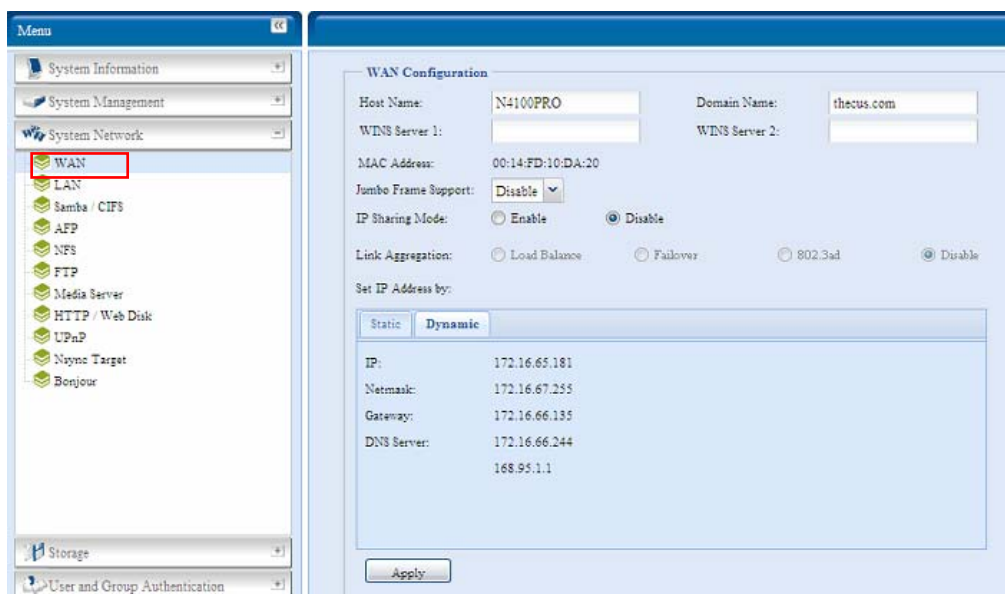 Menu
System Information
System Management
System Network
WAN
LAN
Samba / CIFS
AFP
NFS
FTP
Media Server
HTTP / Web Disk
UPnP
Nsync Target
Bonjour
Storage
User and Group Authentication
WAN Configuration
Host Name: N4100PRO Domain Name: thecus.com
WINS Server 1: WINS Server 2:
MAC Address: 00:14:FD:10:DA:20
Jumbo Frame Support: Disable
IP Sharing Mode: Enable Disable
Link Aggregation: Load Balance Failover 802.3ad Disable
Set IP Address by:
Static Dynamic
IP: 172.16.65.181
Netmask: 172.16.67.255
Gateway: 172.16.66.135
DNS Server: 172.16.66.244
168.95.1.1
Apply